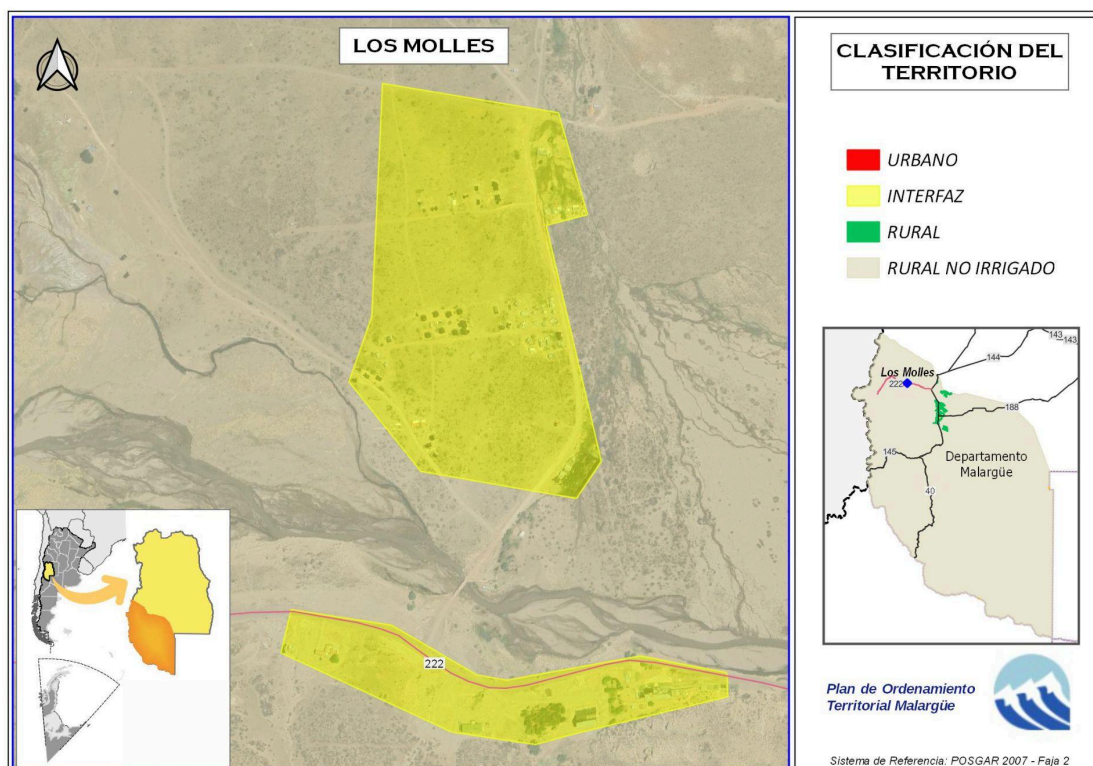 LOS MOLLES
222
CLASIFICACIÓN DEL
TERRITORIO
URBANO
INTERFAZ
RURAL
RURAL NO IRRIGADO
143
143
144
Los Molles
222
188
145
Departamento
Malargüe
40
Plan de Ordenamiento
Territorial Malargüe
Sistema de Referencia: POSGAR 2007 - Faja 2